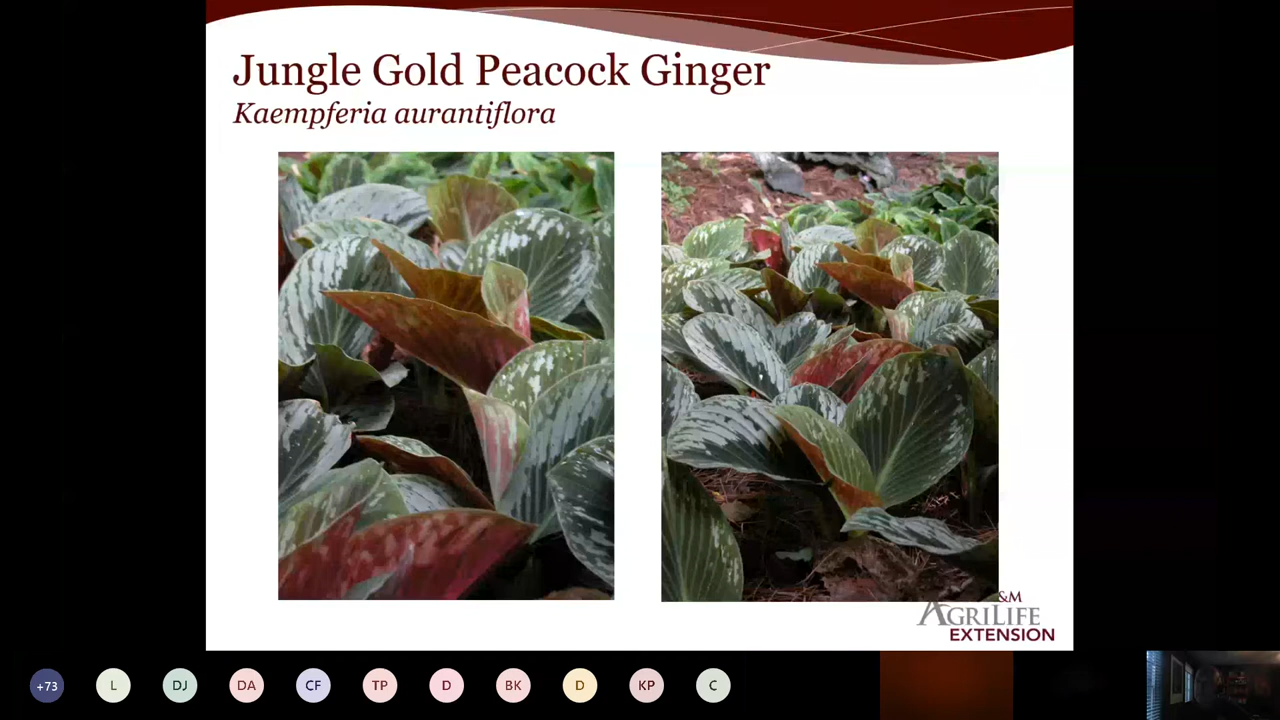 Jungle Gold Peacock Ginger
Kaempferia aurantiflora
&M
AGRILIFE
EXTENSION
+73
L
DJ
DA
CF
TP
D
BK
D
KP
C